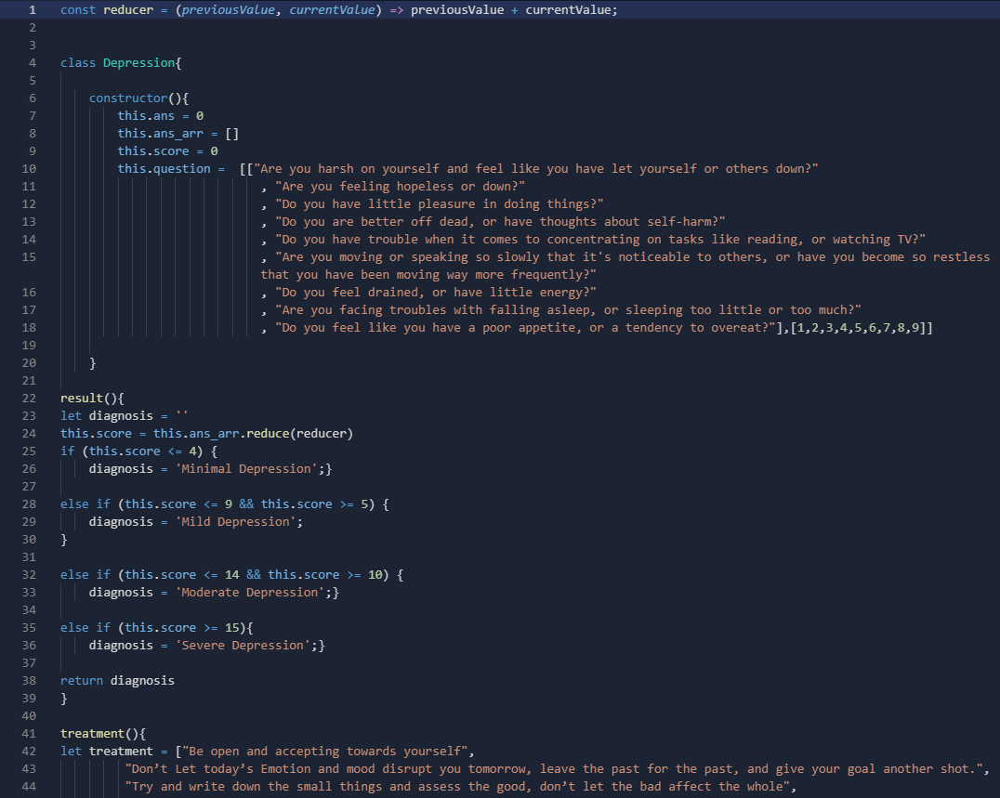 1 const reducer = (previousValue, currentValue) => previousValue + currentValue;
2
3
4 class Depression{
5
6 constructor(){
7 this.ans = 0
8 this.ans_arr = []
9 this.score = 0
10 this.question =  [["Are you harsh on yourself and feel like you have let yourself or others down?"
11 , "Are you feeling hopeless or down?"
12 , "Do you have little pleasure in doing things?"
13 , "Do you are better off dead, or have thoughts about self-harm?"
14 , "Do you have trouble when it comes to concentrating on tasks like reading, or watching TV?"
15 , "Are you moving or speaking so slowly that it's noticeable to others, or have you become so restless
that you have been moving way more frequently?"
16 , "Do you feel drained, or have little energy?"
17 , "Are you facing troubles with falling asleep, or sleeping too little or too much?"
18 , "Do you feel like you have a poor appetite, or a tendency to overeat?"],[1,2,3,4,5,6,7,8,9]]
19
20 }
21
22 result(){
23 let diagnosis = ''
24 this.score = this.ans_arr.reduce(reducer)
25 if (this.score <= 4) {
26 diagnosis = 'Minimal Depression';}
27
28 else if (this.score <= 9 && this.score >= 5) {
29 diagnosis = 'Mild Depression';
30 }
31
32 else if (this.score <= 14 && this.score >= 10) {
33 diagnosis = 'Moderate Depression';}
34
35 else if (this.score >= 15){
36 diagnosis = 'Severe Depression';}
37
38 return diagnosis
39 }
40
41 treatment(){
42 let treatment = ["Be open and accepting towards yourself",
43 "Don’t Let today’s Emotion and mood disrupt you tomorrow, leave the past for the past, and give your goal another shot.",
44 "Try and write down the small things and assess the good, don’t let the bad affect the whole",